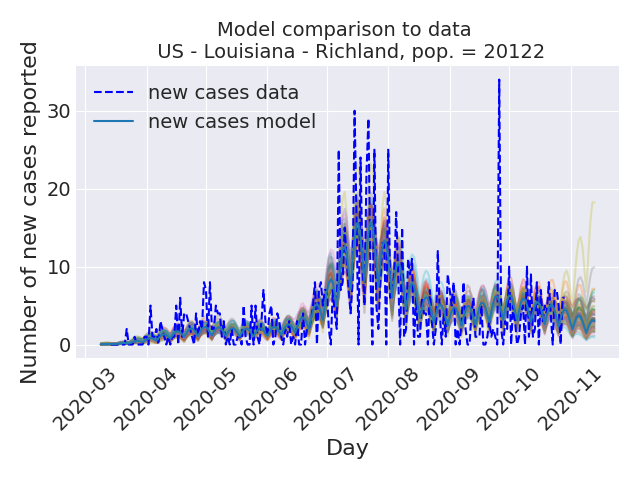 Model comparison to data
US - Louisiana - Richland, pop. = 20122
Number of new cases reported
new cases data
new cases model
30
20
10
0
2020-03
2020-04
2020-05
2020-06
2020-07
2020-08
2020-09
2020-10
2020-11
Day